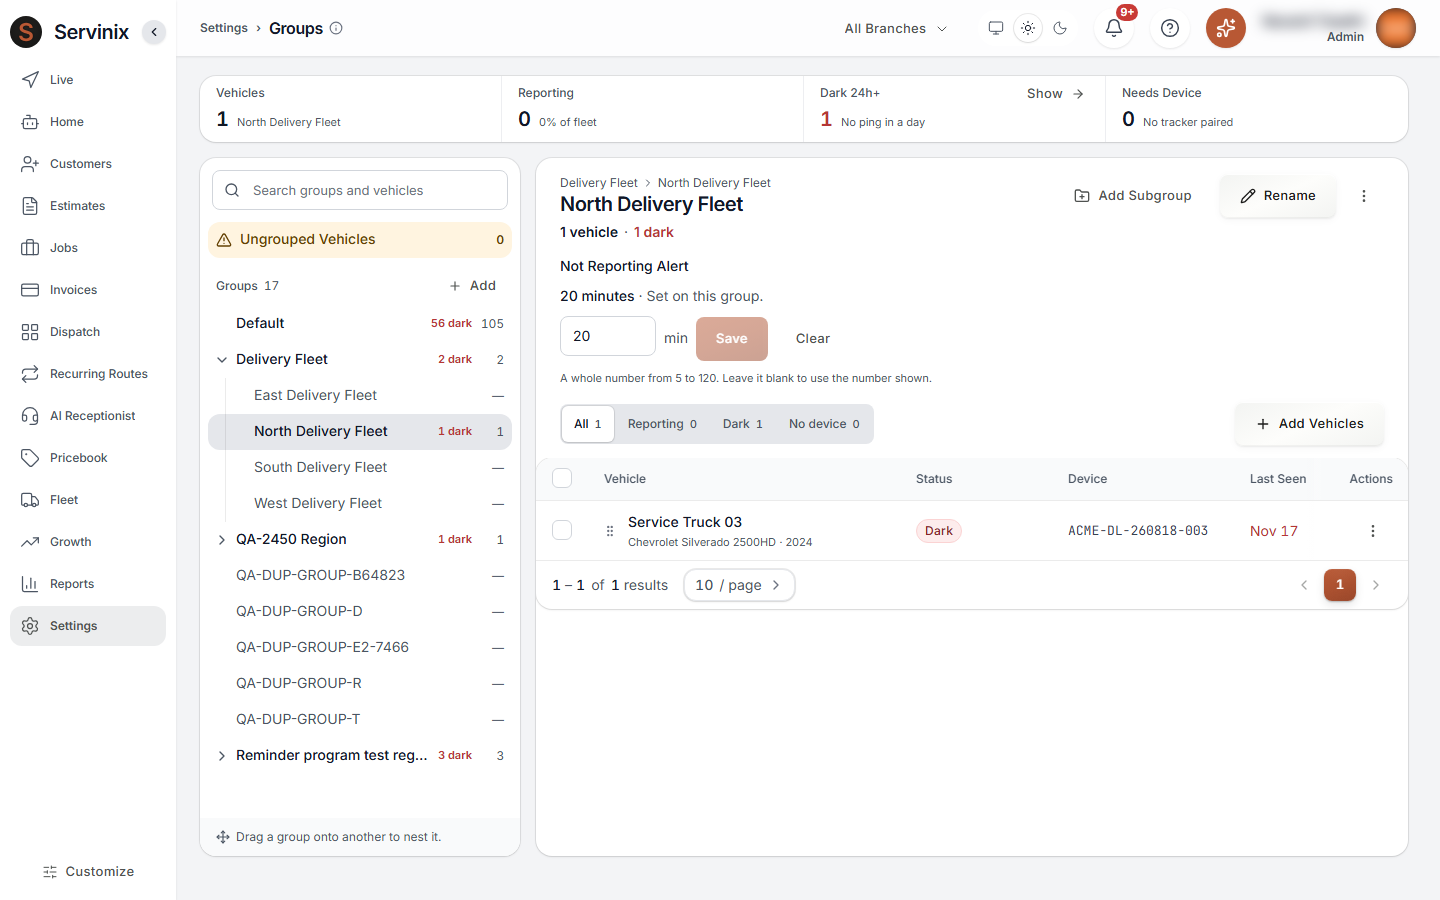 Servinix
Live
Home
Customers
Estimates
Jobs
Invoices
Dispatch
Recurring Routes
AI Receptionist
Pricebook
Fleet
Growth
Reports
Settings
Customize
Settings › Groups
All Branches
9+
Admin
Vehicles
1 North Delivery Fleet
Reporting
0 0% of fleet
Dark 24h+
Show →
1 No ping in a day
Needs Device
0 No tracker paired
Search groups and vehicles
Ungrouped Vehicles 0
Groups 17
+ Add
Default 56 dark 105
Delivery Fleet 2 dark 2
East Delivery Fleet —
North Delivery Fleet 1 dark 1
South Delivery Fleet —
West Delivery Fleet —
QA-2450 Region 1 dark 1
QA-DUP-GROUP-B64823 —
QA-DUP-GROUP-D —
QA-DUP-GROUP-E2-7466 —
QA-DUP-GROUP-R —
QA-DUP-GROUP-T —
Reminder program test reg... 3 dark 3
Drag a group onto another to nest it.
Delivery Fleet › North Delivery Fleet
North Delivery Fleet
1 vehicle · 1 dark
Add Subgroup
Rename
Not Reporting Alert
20 minutes · Set on this group.
20 min Save Clear
A whole number from 5 to 120. Leave it blank to use the number shown.
All 1 Reporting 0 Dark 1 No device 0
+ Add Vehicles
Vehicle Status Device Last Seen Actions
Service Truck 03 Dark ACME-DL-260818-003 Nov 17
Chevrolet Silverado 2500HD · 2024
1 – 1 of 1 results 10 / page
1